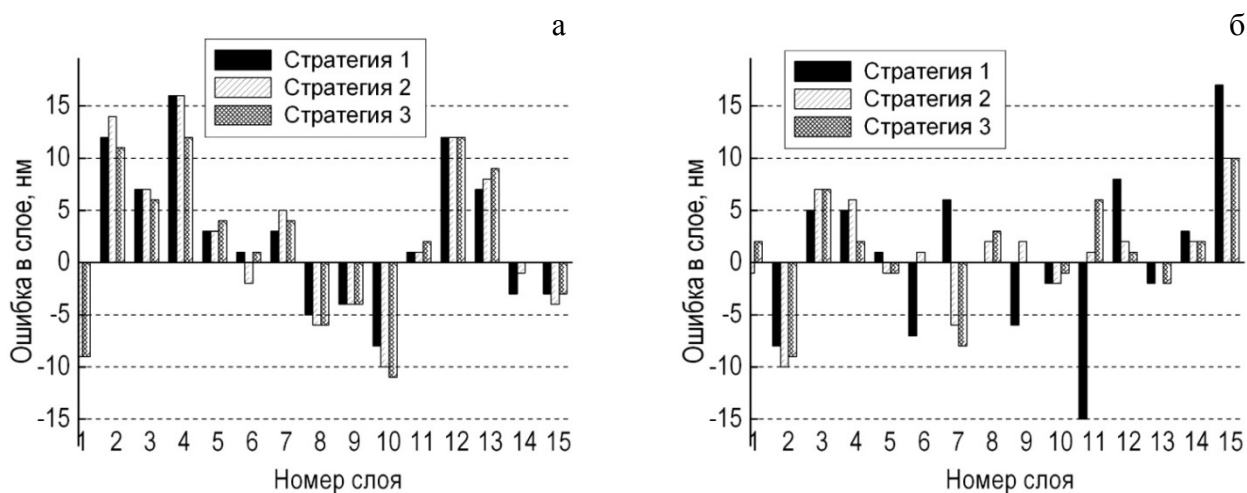 а
Стратегия 1
Стратегия 2
Стратегия 3
Ошибка в слое, нм
15
10
5
0
-5
-10
-15
1 2 3 4 5 6 7 8 9 10 11 12 13 14 15
Номер слоя
б
Стратегия 1
Стратегия 2
Стратегия 3
Ошибка в слое, нм
15
10
5
0
-5
-10
-15
1 2 3 4 5 6 7 8 9 10 11 12 13 14 15
Номер слоя